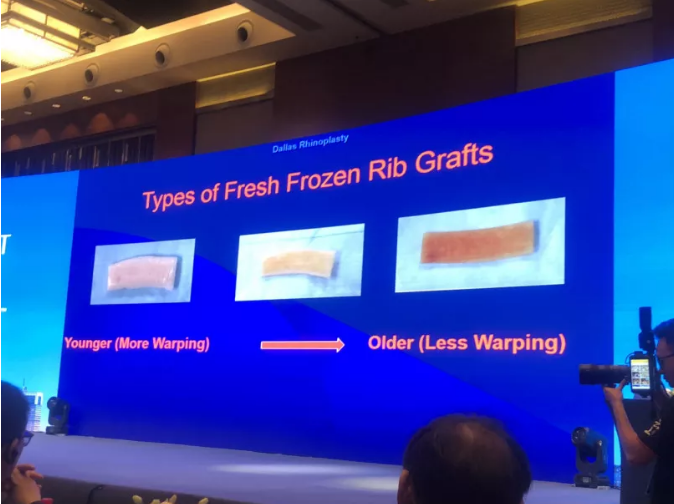 Dallas Rhinoplasty
Types of Fresh Frozen Rib Grafts
Younger (More Warping)
Older (Less Warping)
T